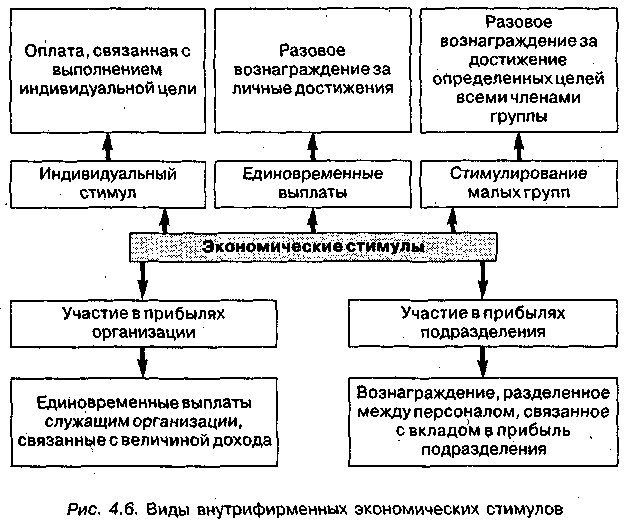 Оплата, связанная с
выполнением
индивидуальной цели
Разовое
вознаграждение за
личные достижения
Разовое
вознаграждение за
достижение
определенных целей
всеми членами
группы
Индивидуальный
стимул
Единовременные
выплаты
Стимулирование
малых групп
Экономические стимулы
Участие в прибылях
организации
Участие в прибылях
подразделения
Единовременные выплаты
служащим организации,
связанные с величиной дохода
Вознаграждение, разделенное
между персоналом, связанное
с вкладом в прибыль
подразделения
Рис. 4.6. Виды внутрифирменных экономических стимулов